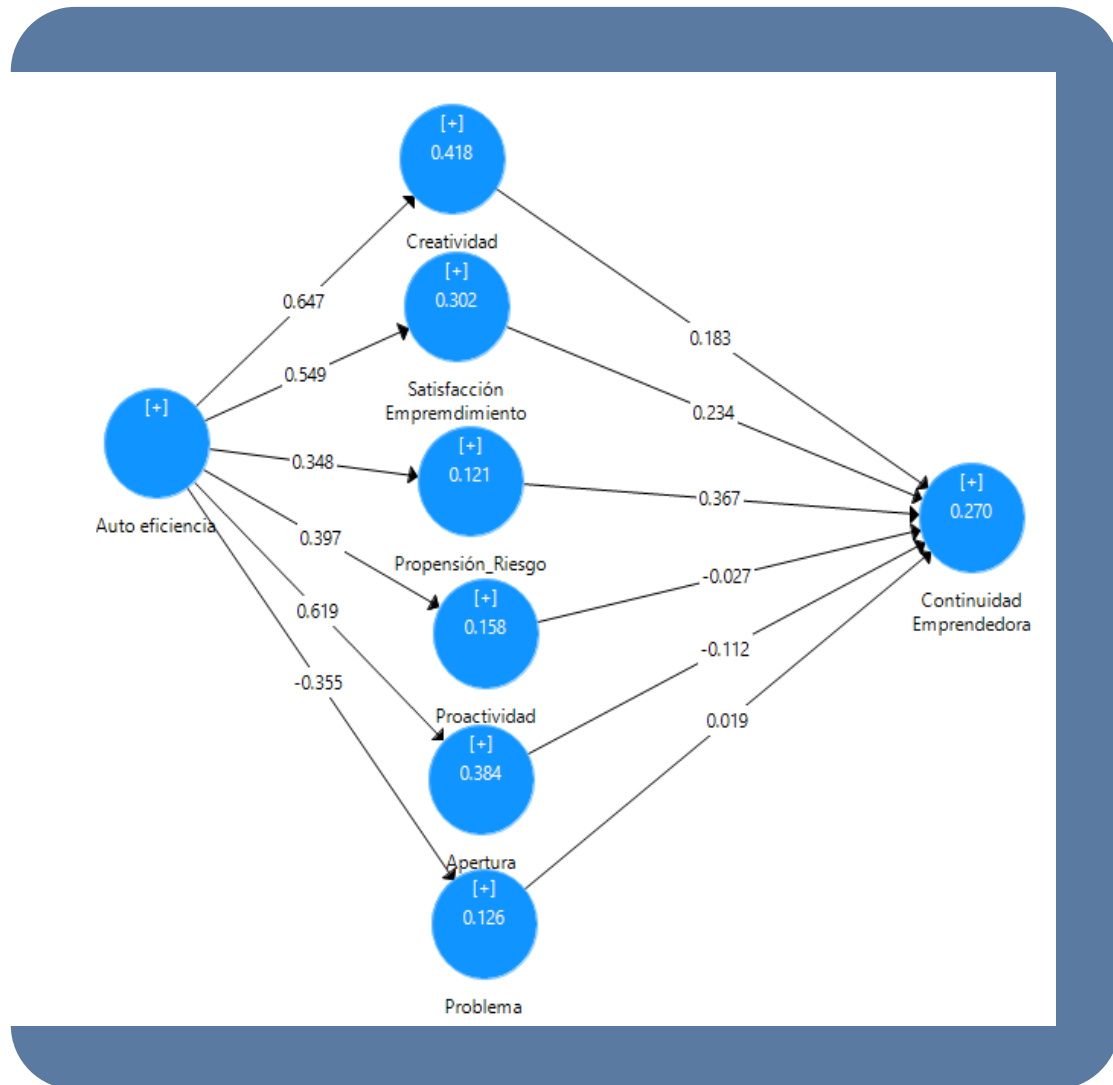 [+]
0.418
Creatividad
[+]
0.302
Satisfacción
Empremdimiento
[+]
0.121
Propensión_Riesgo
[+]
0.158
Proactividad
[+]
0.384
Apertura
[+]
0.126
Problema
[+]
Auto eficiencia
0.647
0.549
0.348
0.397
0.619
-0.355
0.183
0.234
0.367
-0.027
-0.112
0.019
[+]
0.270
Continuidad
Emprendedora